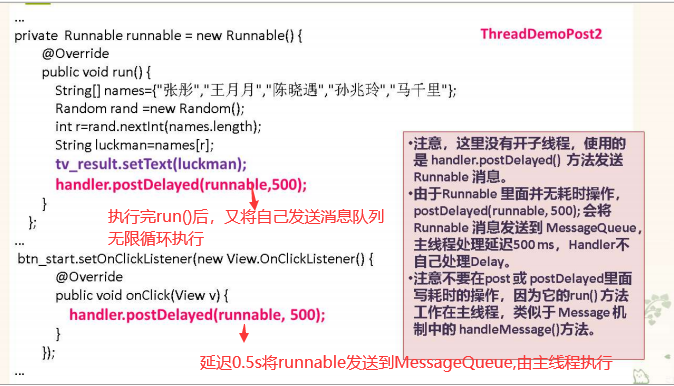 ...
private Runnable runnable = new Runnable() {
ThreadDemoPost2
@Override
public void run() {
String[] names={"张彤","王月月","陈晓遇","孙兆玲","马千里"};
Random rand =new Random();
int r=rand.nextInt(names.length);
String luckman=names[r];
tv_result.setText(luckman);
handler.postDelayed(runnable,500);
}
执行完run()后，又将自己发送消息队列
无限循环执行
};
...
btn_start.setOnClickListener(new View.OnClickListener() {
@Override
public void onClick(View v) {
handler.postDelayed(runnable, 500);
}
});
延迟0.5s将runnable发送到MessageQueue,由主线程执行
...
•注意，这里没有开子线程，使用的
是 handler.postDelayed() 方法发送
Runnable 消息。
•由于Runnable 里面并无耗时操作，
postDelayed(runnable, 500); 会将
Runnable 消息发送到 MessageQueue，
主线程处理延迟500 ms，Handler不
自己处理Delay。
•注意不要在post 或 postDelayed里面
写耗时的操作，因为它的run() 方法
工作在主线程，类似于 Message 机
制中的 handleMessage()方法。